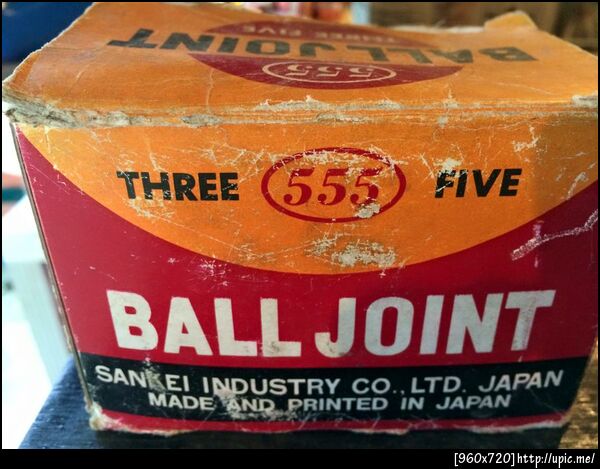 BALL JOINT
THREE FIVE
555
THREE 555 FIVE
BALL JOINT
SANKEI INDUSTRY CO., LTD. JAPAN
MADE AND PRINTED IN JAPAN
[960x720]http://upic.me/